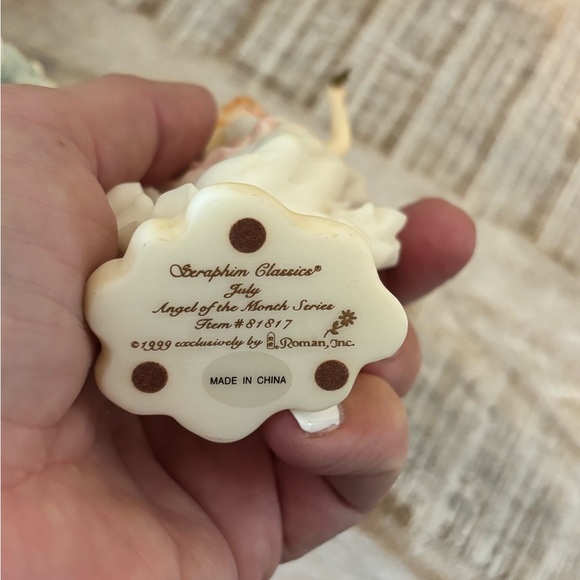 Seraphim Classics®
July
Angel of the Month Series
Item #81817
©1999 exclusively by Roman, Inc.
MADE IN CHINA